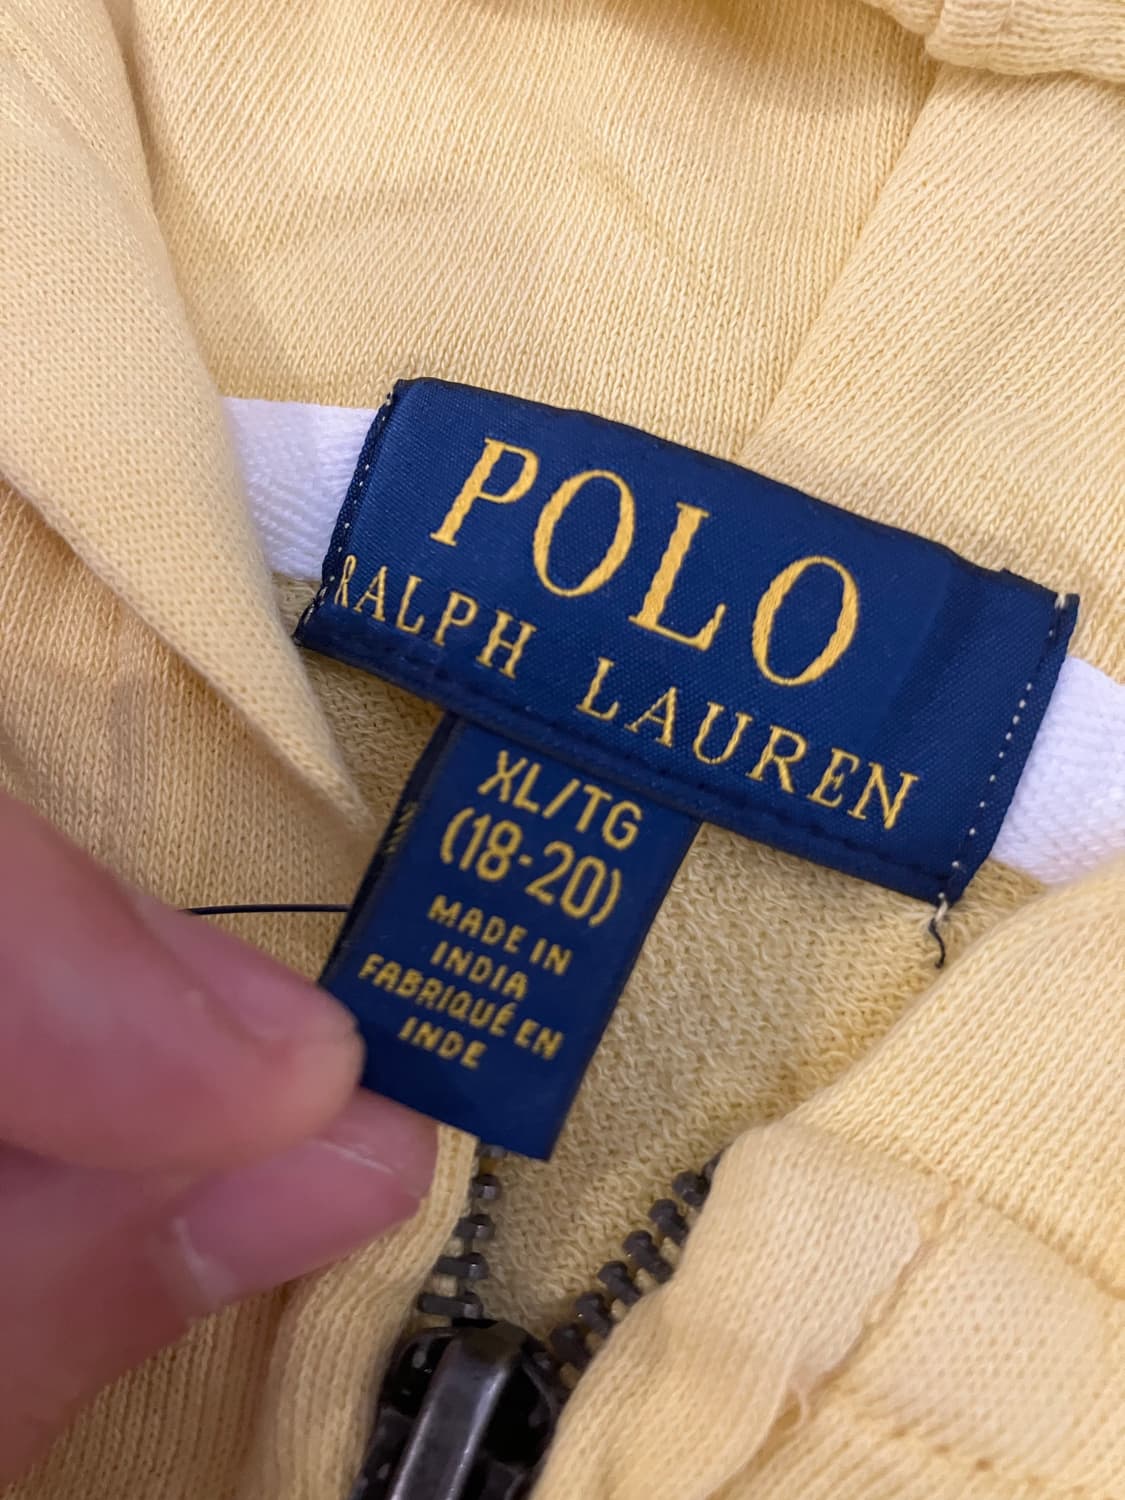 POLO
RALPH LAUREN
XL/TG
(18-20)
MADE IN
INDIA
FABRIQUÉ EN
INDE